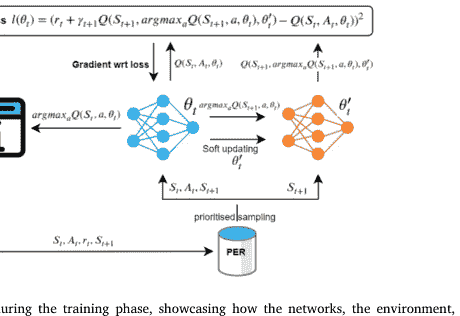 s l(θₜ) = (rₜ + γₜ₊₁Q(Sₜ₊₁, argmaxₐQ(Sₜ₊₁, a, θₜ), θ′ₜ) − Q(Sₜ, Aₜ, θₜ))²
Gradient wrt loss
Q(Sₜ, Aₜ, θₜ)
Q(Sₜ₊₁, argmaxₐQ(Sₜ₊₁, a, θₜ), θ′ₜ)
argmaxₐQ(Sₜ, a, θₜ)
θₜ
argmaxₐQ(Sₜ₊₁, a, θₜ)
θ′ₜ
Soft updating
θ′ₜ
Sₜ, Aₜ, Sₜ₊₁
Sₜ₊₁
prioritised sampling
Sₜ, Aₜ, rₜ, Sₜ₊₁
PER
uring the training phase, showcasing how the networks, the environment,